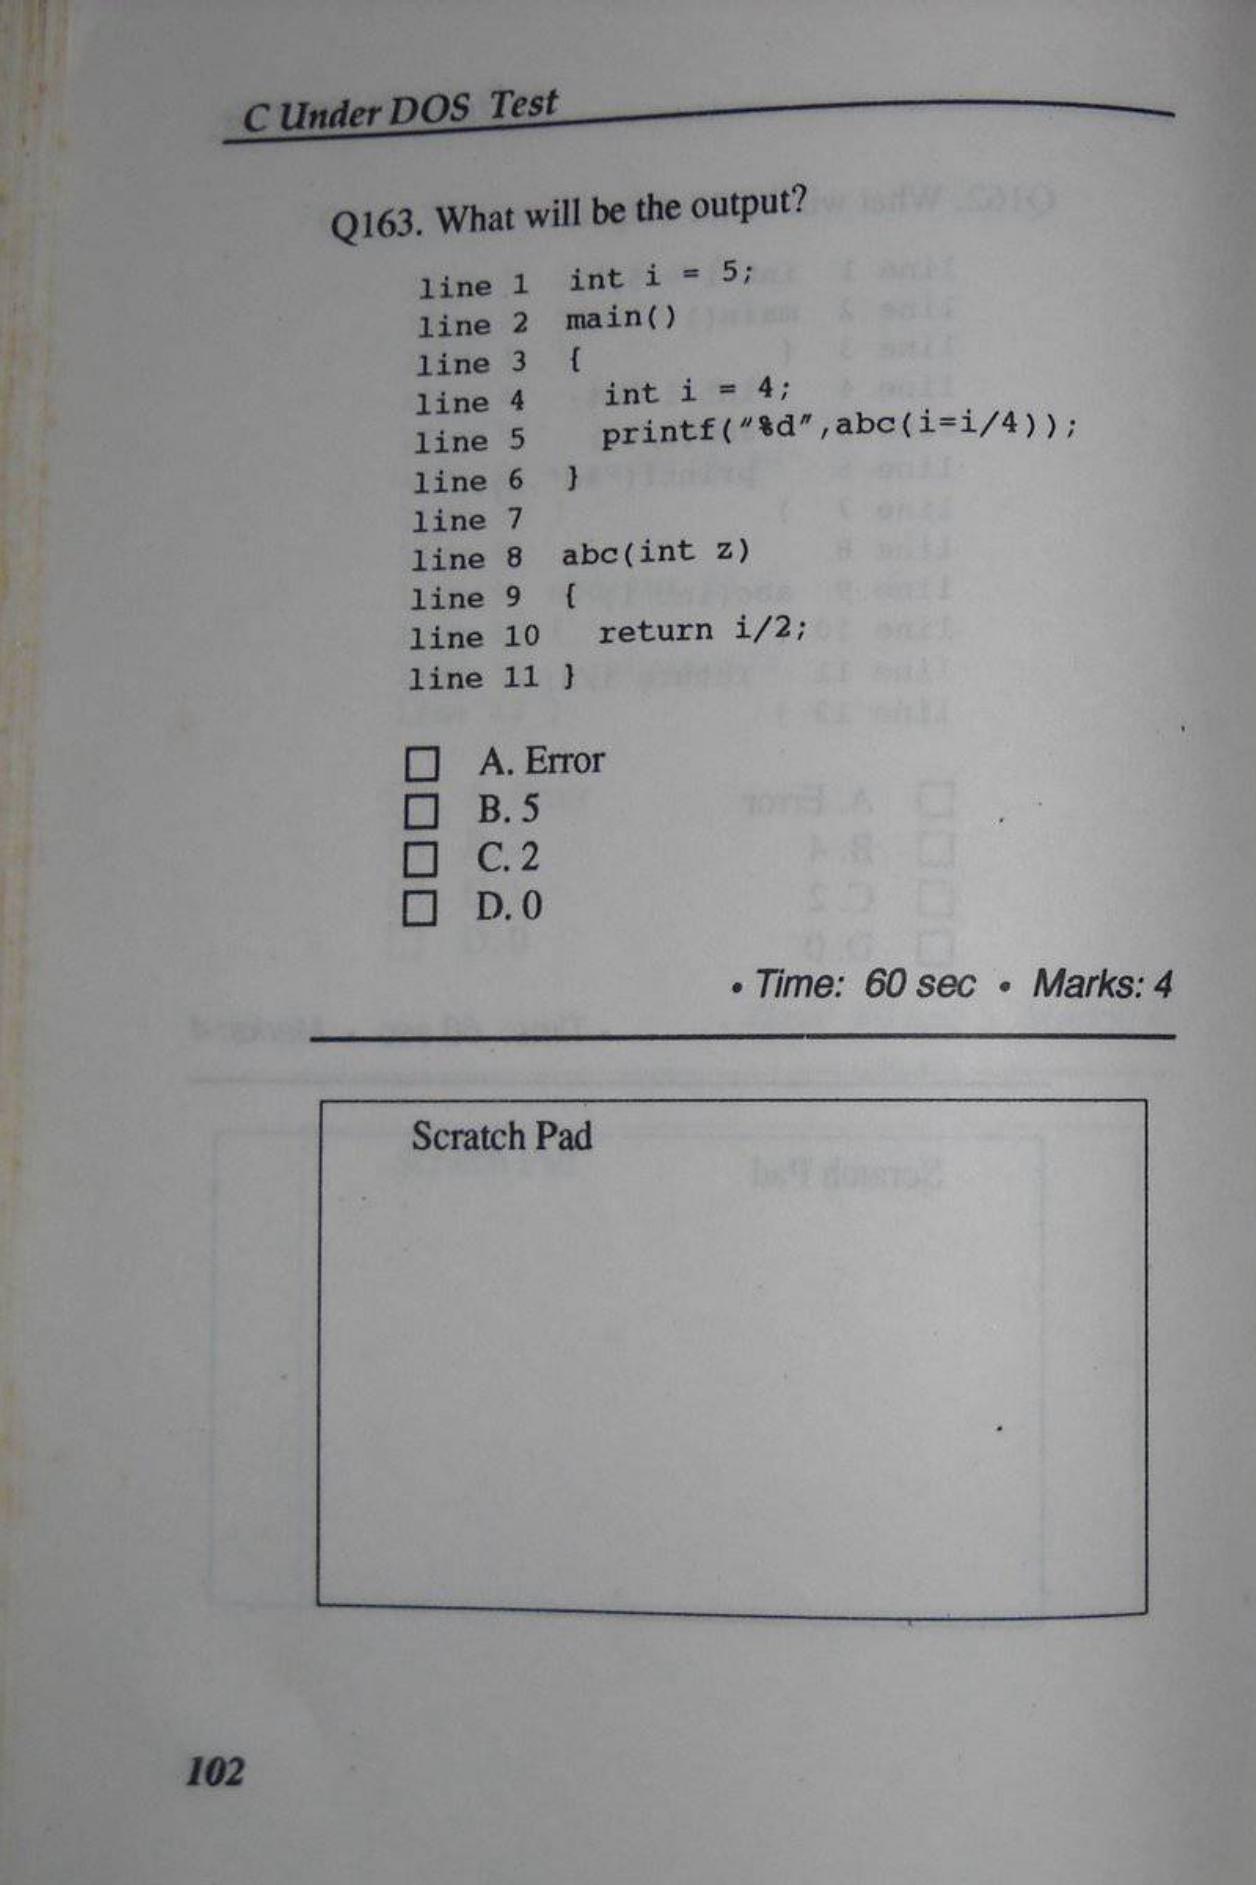 C Under DOS Test
Q163. What will be the output?
line 1 int i = 5;
line 2 main()
line 3 {
line 4 int i = 4;
line 5 printf("%d",abc(i=i/4));
line 6 }
line 7
line 8 abc(int z)
line 9 {
line 10 return i/2;
line 11 }
A. Error
B. 5
C. 2
D. 0
• Time: 60 sec • Marks: 4
Scratch Pad
102